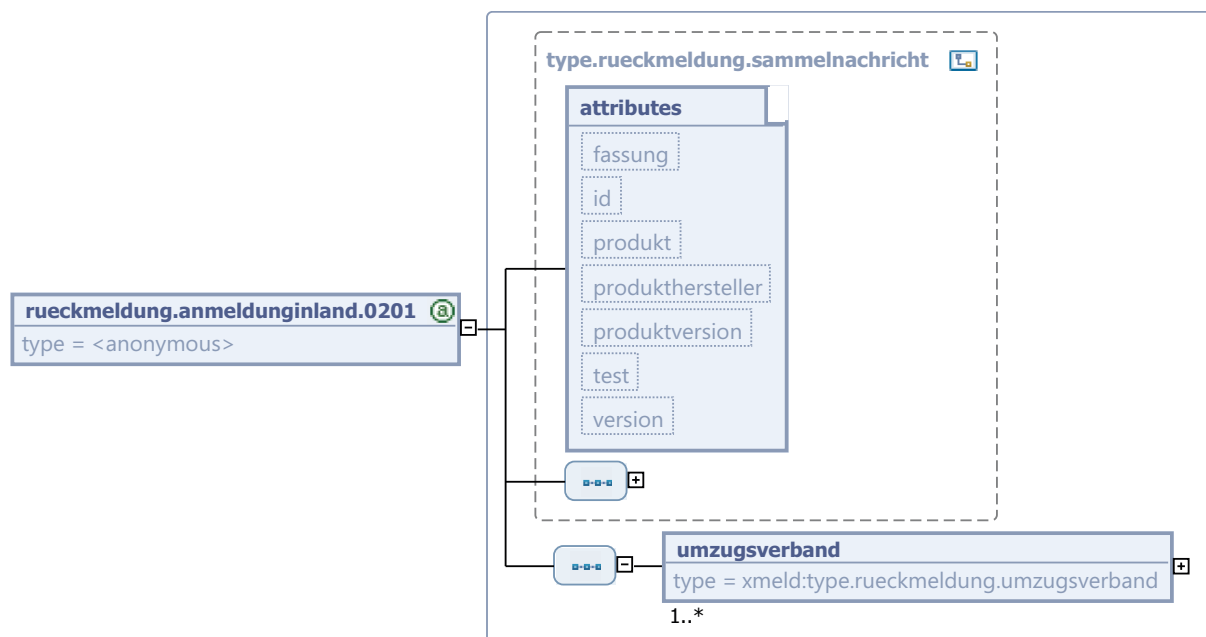 type.rueckmeldung.sammelnachricht
attributes
fassung
id
produkt
produkthersteller
produktversion
test
version
rueckmeldung.anmeldunginland.0201
type = <anonymous>
umzugsverband
type = xmeld:type.rueckmeldung.umzugsverband
1..*